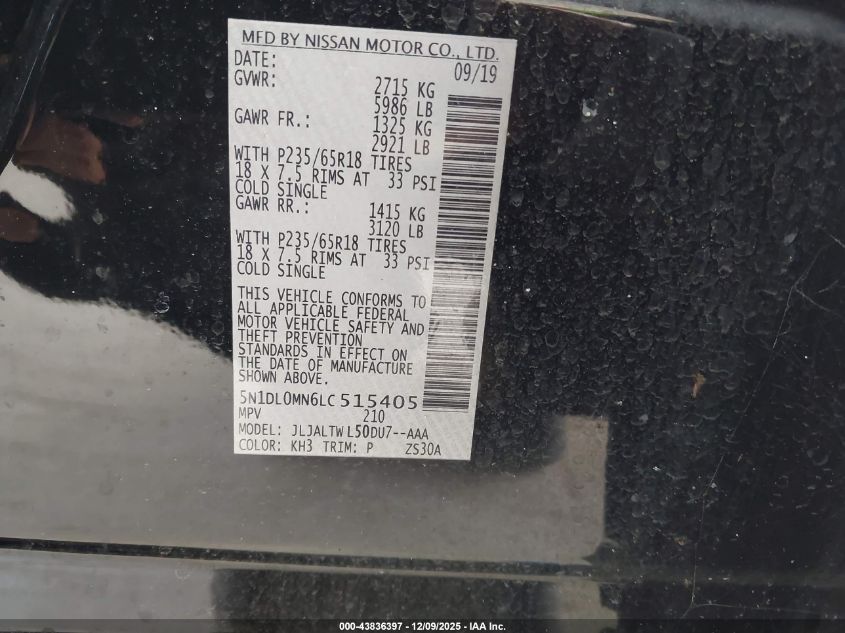 MFD BY NISSAN MOTOR CO., LTD.
DATE: 09/19
GVWR: 2715 KG
5986 LB
GAWR FR.: 1325 KG
2921 LB
WITH P235/65R18 TIRES
18 X 7.5 RIMS AT 33 PSI
COLD SINGLE
GAWR RR.: 1415 KG
3120 LB
WITH P235/65R18 TIRES
18 X 7.5 RIMS AT 33 PSI
COLD SINGLE
THIS VEHICLE CONFORMS TO
ALL APPLICABLE FEDERAL
MOTOR VEHICLE SAFETY AND
THEFT PREVENTION
STANDARDS IN EFFECT ON
THE DATE OF MANUFACTURE
SHOWN ABOVE.
5N1DL0MN6LC 515405
MPV 210
MODEL: JLJALTW L50DU7--AAA
COLOR: KH3 TRIM: P ZS30A
000-43836397 - 12/09/2025 - IAA Inc.